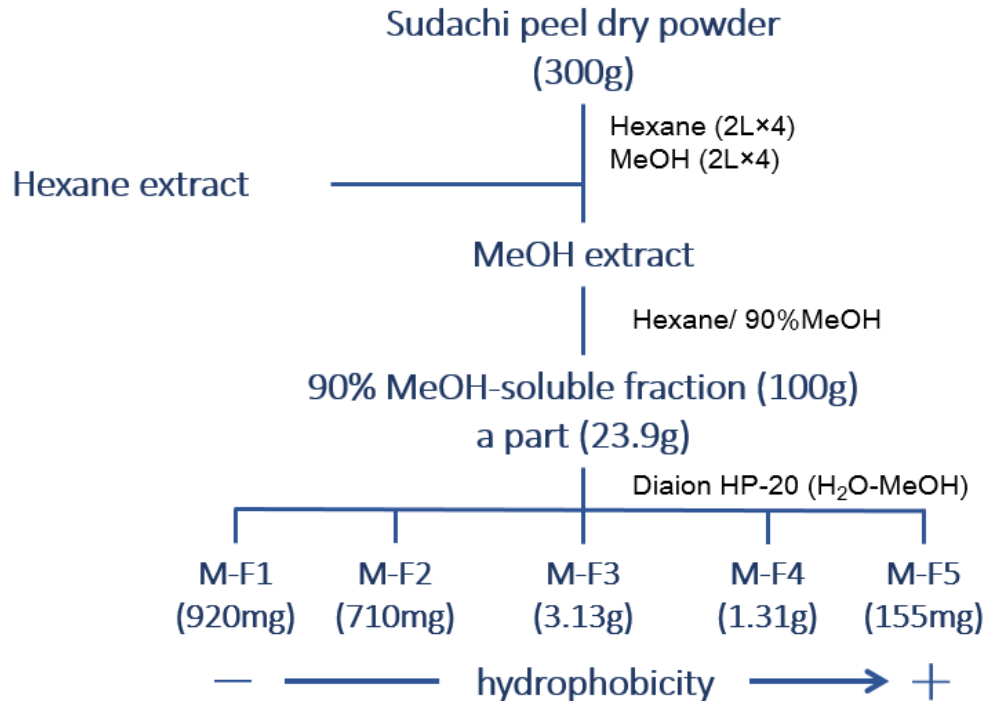 Sudachi peel dry powder
(300g)
Hexane (2L×4)
MeOH (2L×4)
Hexane extract
MeOH extract
Hexane/ 90%MeOH
90% MeOH-soluble fraction (100g)
a part (23.9g)
Diaion HP-20 (H₂O-MeOH)
M-F1 M-F2 M-F3 M-F4 M-F5
(920mg) (710mg) (3.13g) (1.31g) (155mg)
− hydrophobicity +